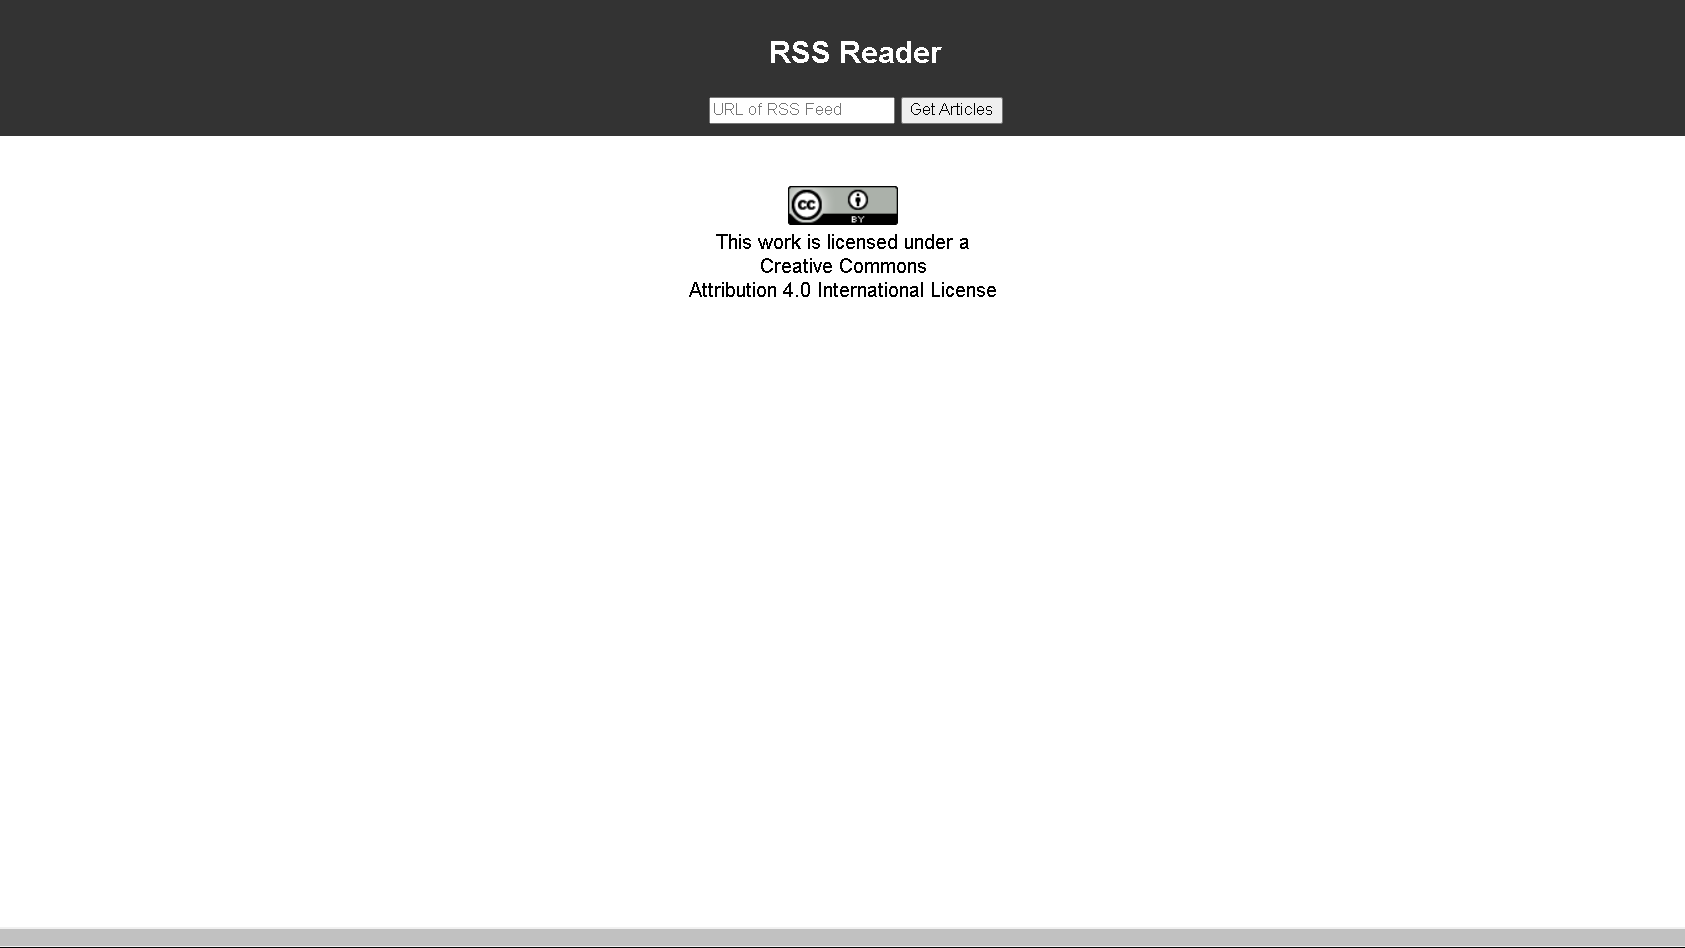 RSS Reader
URL of RSS Feed Get Articles
cc BY
This work is licensed under a
Creative Commons
Attribution 4.0 International License